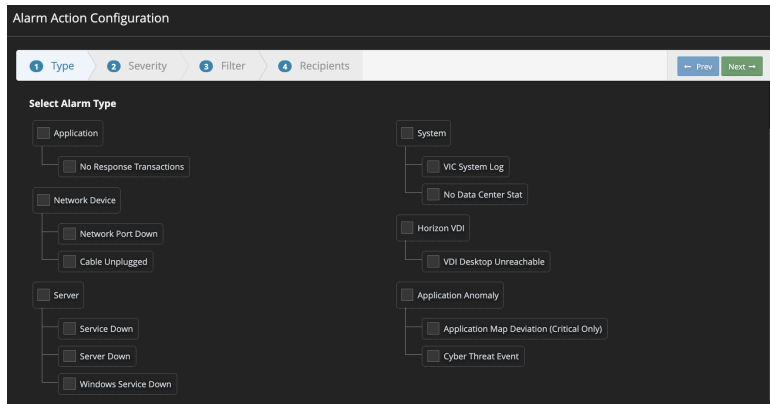 Alarm Action Configuration
1 Type 2 Severity 3 Filter 4 Recipients ← Prev Next →
Select Alarm Type
Application
No Response Transactions
Network Device
Network Port Down
Cable Unplugged
Server
Service Down
Server Down
Windows Service Down
System
VIC System Log
No Data Center Stat
Horizon VDI
VDI Desktop Unreachable
Application Anomaly
Application Map Deviation (Critical Only)
Cyber Threat Event